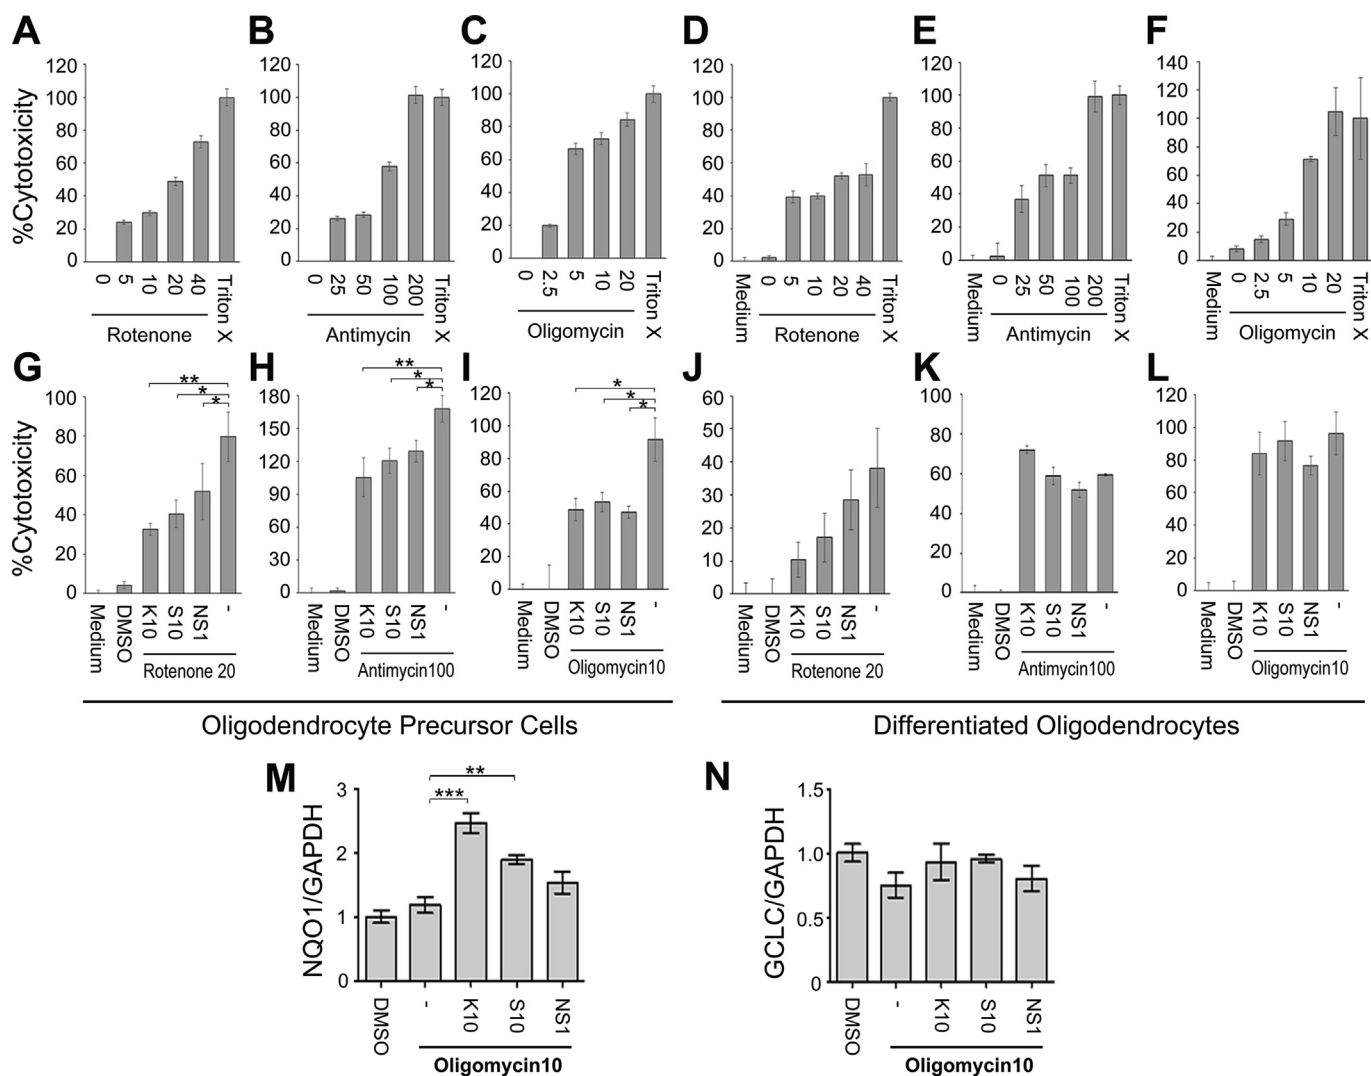 A B C D E F
%Cytotoxicity
120 100 80 60 40 20 0
0 5 10 20 40 Triton X
Rotenone
120 100 80 60 40 20 0
0 25 50 100 200 Triton X
Antimycin
120 100 80 60 40 20 0
0 2.5 5 10 20 Triton X
Oligomycin
120 100 80 60 40 20 0
Medium 0 5 10 20 40 Triton X
Rotenone
120 100 80 60 40 20 0
Medium 0 25 50 100 200 Triton X
Antimycin
140 120 100 80 60 40 20 0
Medium 0 2.5 5 10 20 Triton X
Oligomycin
G H I J K L
%Cytotoxicity
** * *
100 80 60 40 20 0
Medium DMSO K10 S10 NS1 -
Rotenone 20
** * *
180 150 120 90 60 30 0
Medium DMSO K10 S10 NS1 -
Antimycin100
* * *
120 100 80 60 40 20 0
Medium DMSO K10 S10 NS1 -
Oligomycin10
60 50 40 30 20 10 0
Medium DMSO K10 S10 NS1 -
Rotenone 20
100 80 60 40 20 0
Medium DMSO K10 S10 NS1 -
Antimycin100
120 100 80 60 40 20 0
Medium DMSO K10 S10 NS1 -
Oligomycin10
Oligodendrocyte Precursor Cells
Differentiated Oligodendrocytes
M
NQO1/GAPDH
** ***
3 2 1 0
DMSO - K10 S10 NS1
Oligomycin10
N
GCLC/GAPDH
1.5 1.0 0.5 0
DMSO - K10 S10 NS1
Oligomycin10